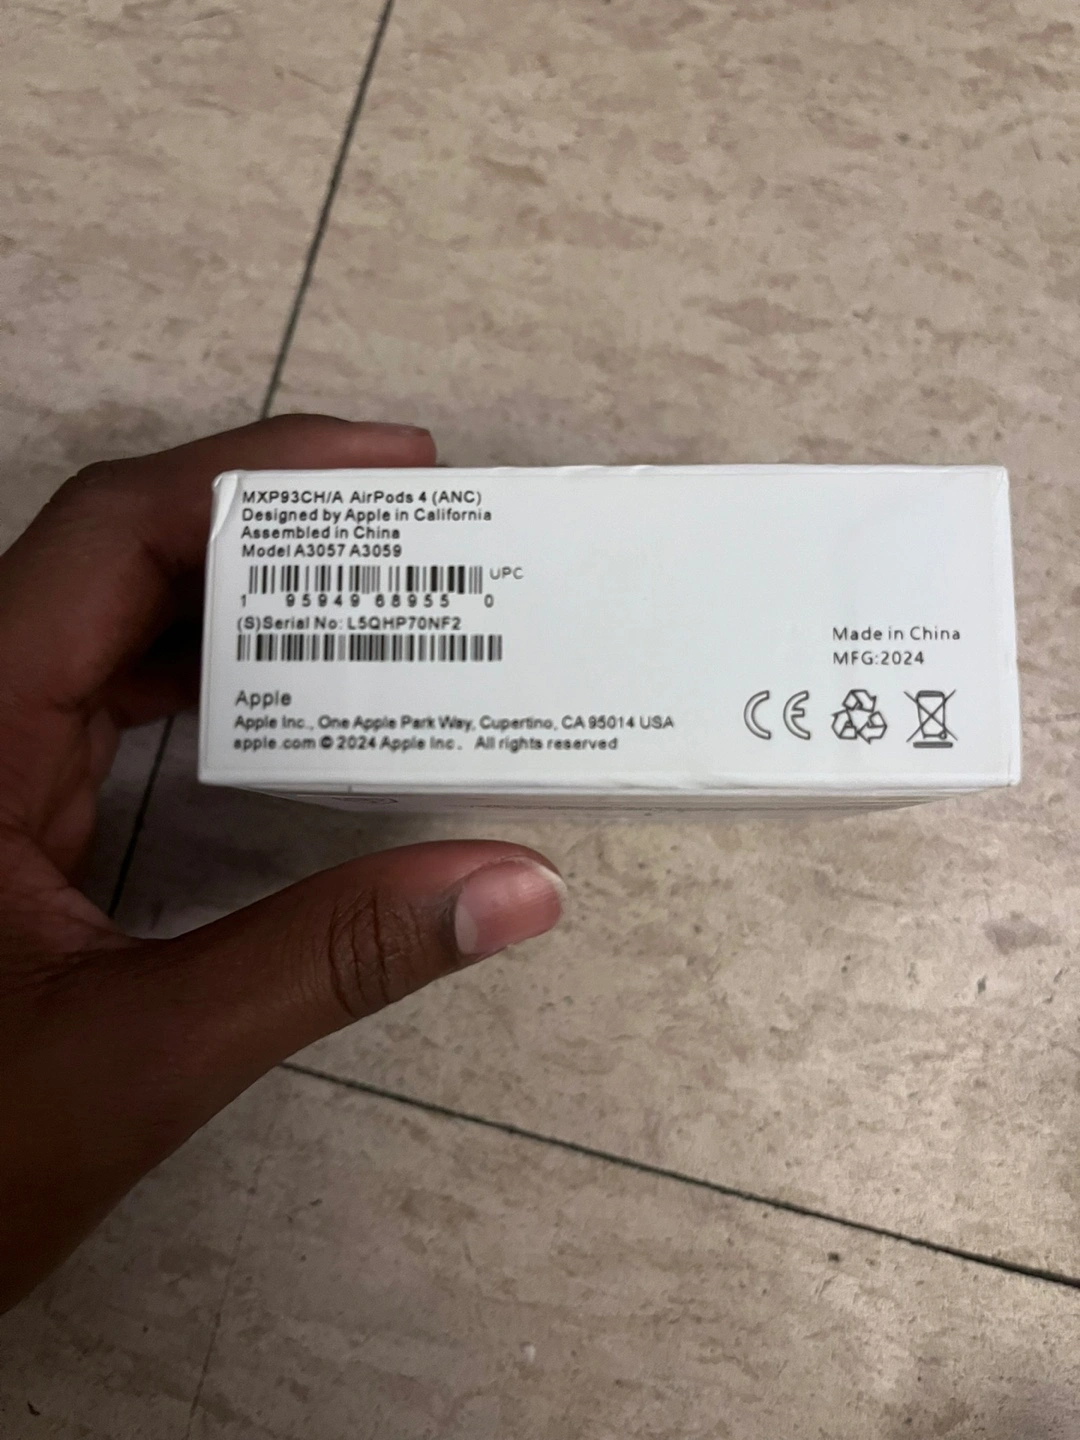 MXP93CH/A AirPods 4 (ANC)
Designed by Apple in California
Assembled in China
Model A3057 A3059
UPC
1 95949 68955 0
(S)Serial No: L5QHP70NF2
Apple
Apple Inc., One Apple Park Way, Cupertino, CA 95014 USA
apple.com © 2024 Apple Inc. All rights reserved
Made in China
MFG:2024
CE